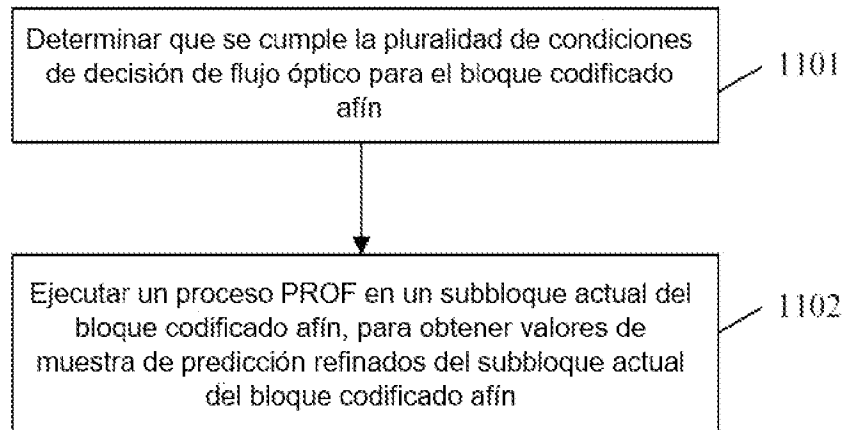 Determinar que se cumple la pluralidad de condiciones
de decisión de flujo óptico para el bloque codificado
afín
1101
Ejecutar un proceso PROF en un subbloque actual del
bloque codificado afín, para obtener valores de
muestra de predicción refinados del subbloque actual
del bloque codificado afín
1102